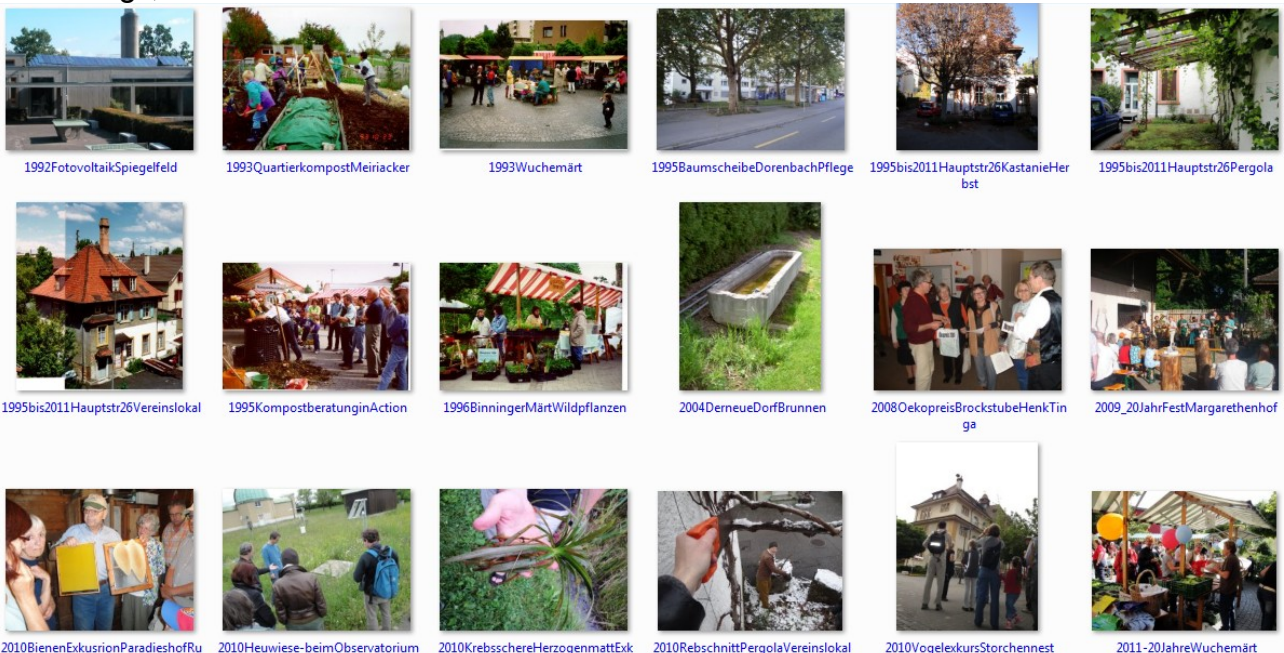 1992FotovoltaikSpiegelfeld
1993QuartierkompostMeiriacker
1993Wuchemärt
1995BaumscheibeDorenbachPflege
1995bis2011Hauptstr26KastanieHer
bst
1995bis2011Hauptstr26Pergola
1995bis2011Hauptstr26Vereinslokal
1995KompostberatunginAction
1996BinningerMärtWildpflanzen
2004DerneueDorfBrunnen
2008OekopreisBrockstubeHenkTin
ga
2009_20JahrFestMargarethenhof
2010BienenExkusrionParadieshofRu
2010Heuwiese-beimObservatorium
2010KrebsschereHerzogenmattExk
2010RebschnittPergolaVereinslokal
2010VogelexkursStorchennest
2011-20JahreWuchemärt